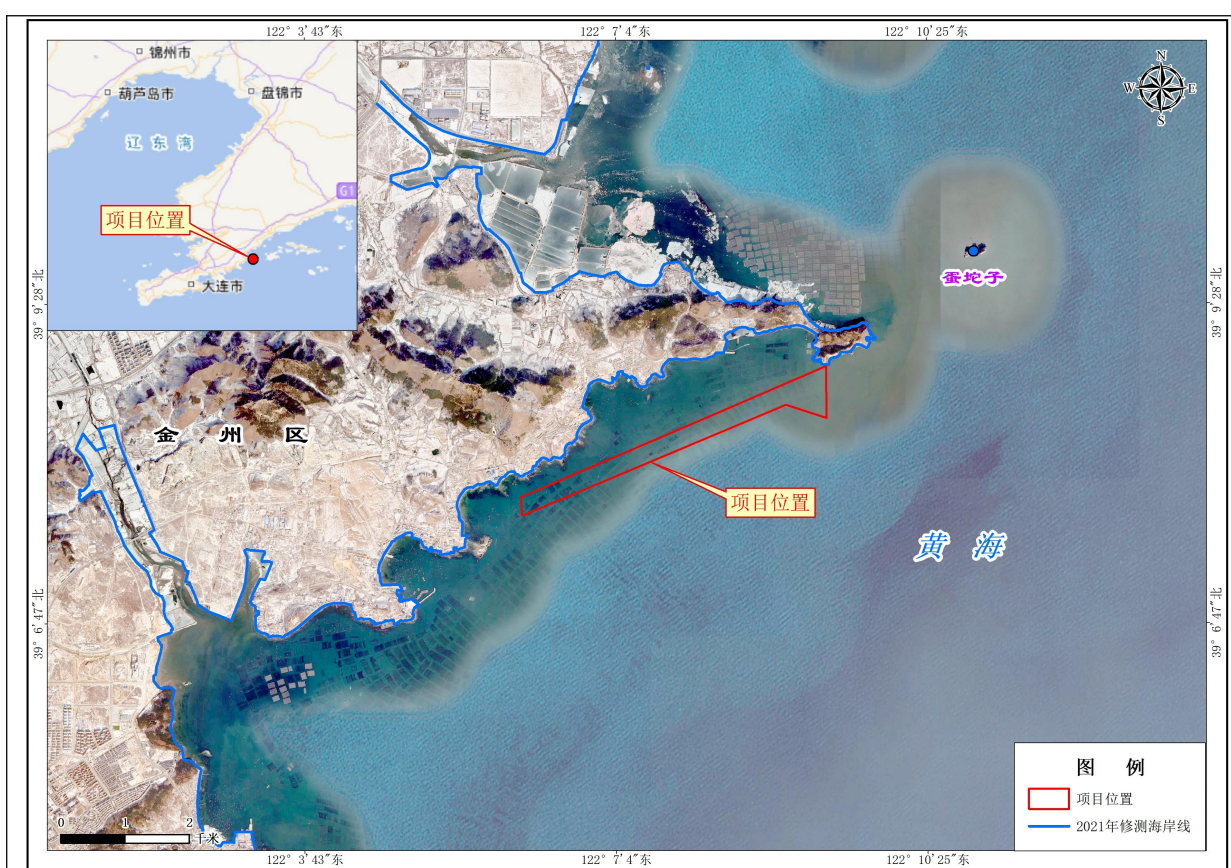 122° 3′43″东
122° 7′4″东
122° 10′25″东
锦州市
葫芦岛市
盘锦市
辽东湾
G1
项目位置
大连市
N
W
E
S
39° 9′28″北
39° 9′28″北
蛋坨子
金州区
项目位置
黄海
39° 6′47″北
39° 6′47″北
图例
项目位置
2021年修测海岸线
0 1 2
千米
122° 3′43″东
122° 7′4″东
122° 10′25″东